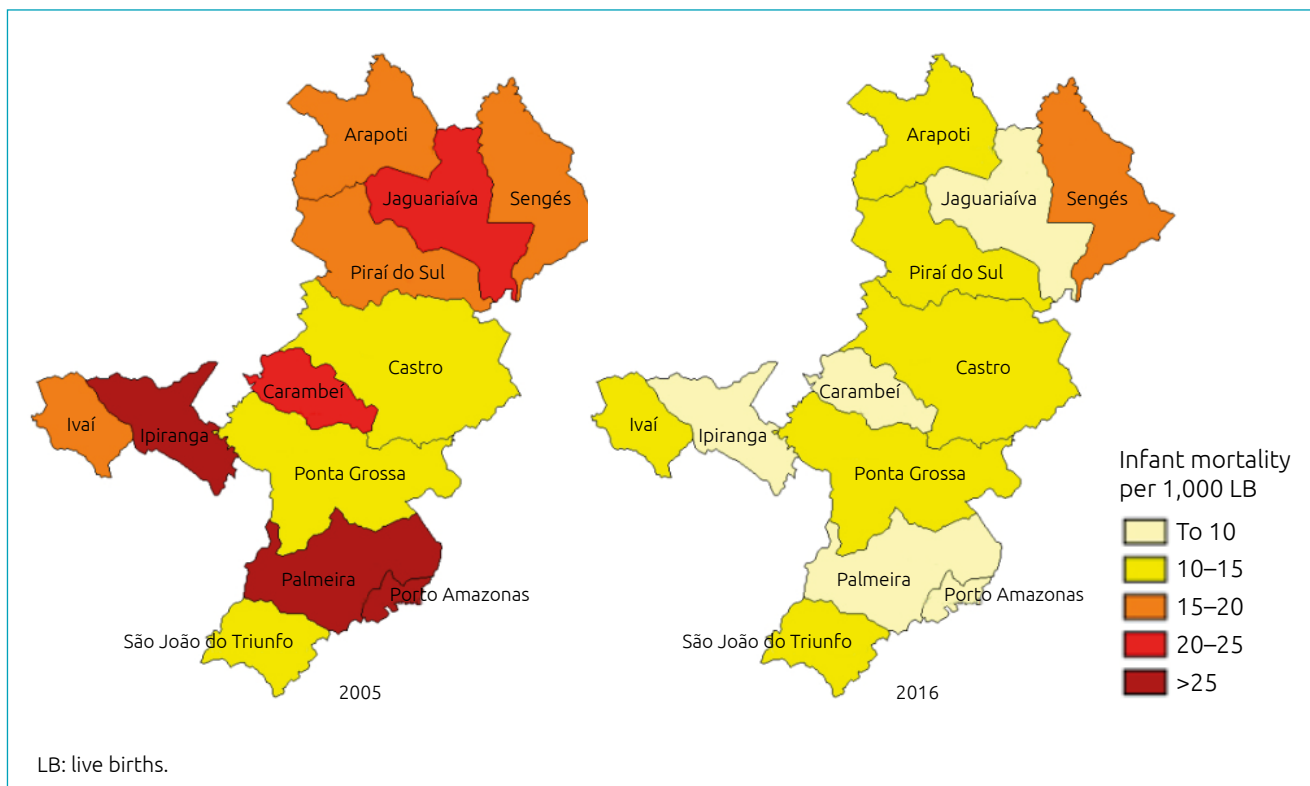 Arapoti
Jaguariaíva
Sengés
Piraí do Sul
Castro
Carambeí
Ivaí
Ipiranga
Ponta Grossa
Palmeira
Porto Amazonas
São João do Triunfo
2005
Arapoti
Jaguariaíva
Sengés
Piraí do Sul
Castro
Carambeí
Ivaí
Ipiranga
Ponta Grossa
Palmeira
Porto Amazonas
São João do Triunfo
2016
Infant mortality
per 1,000 LB
To 10
10–15
15–20
20–25
>25
LB: live births.